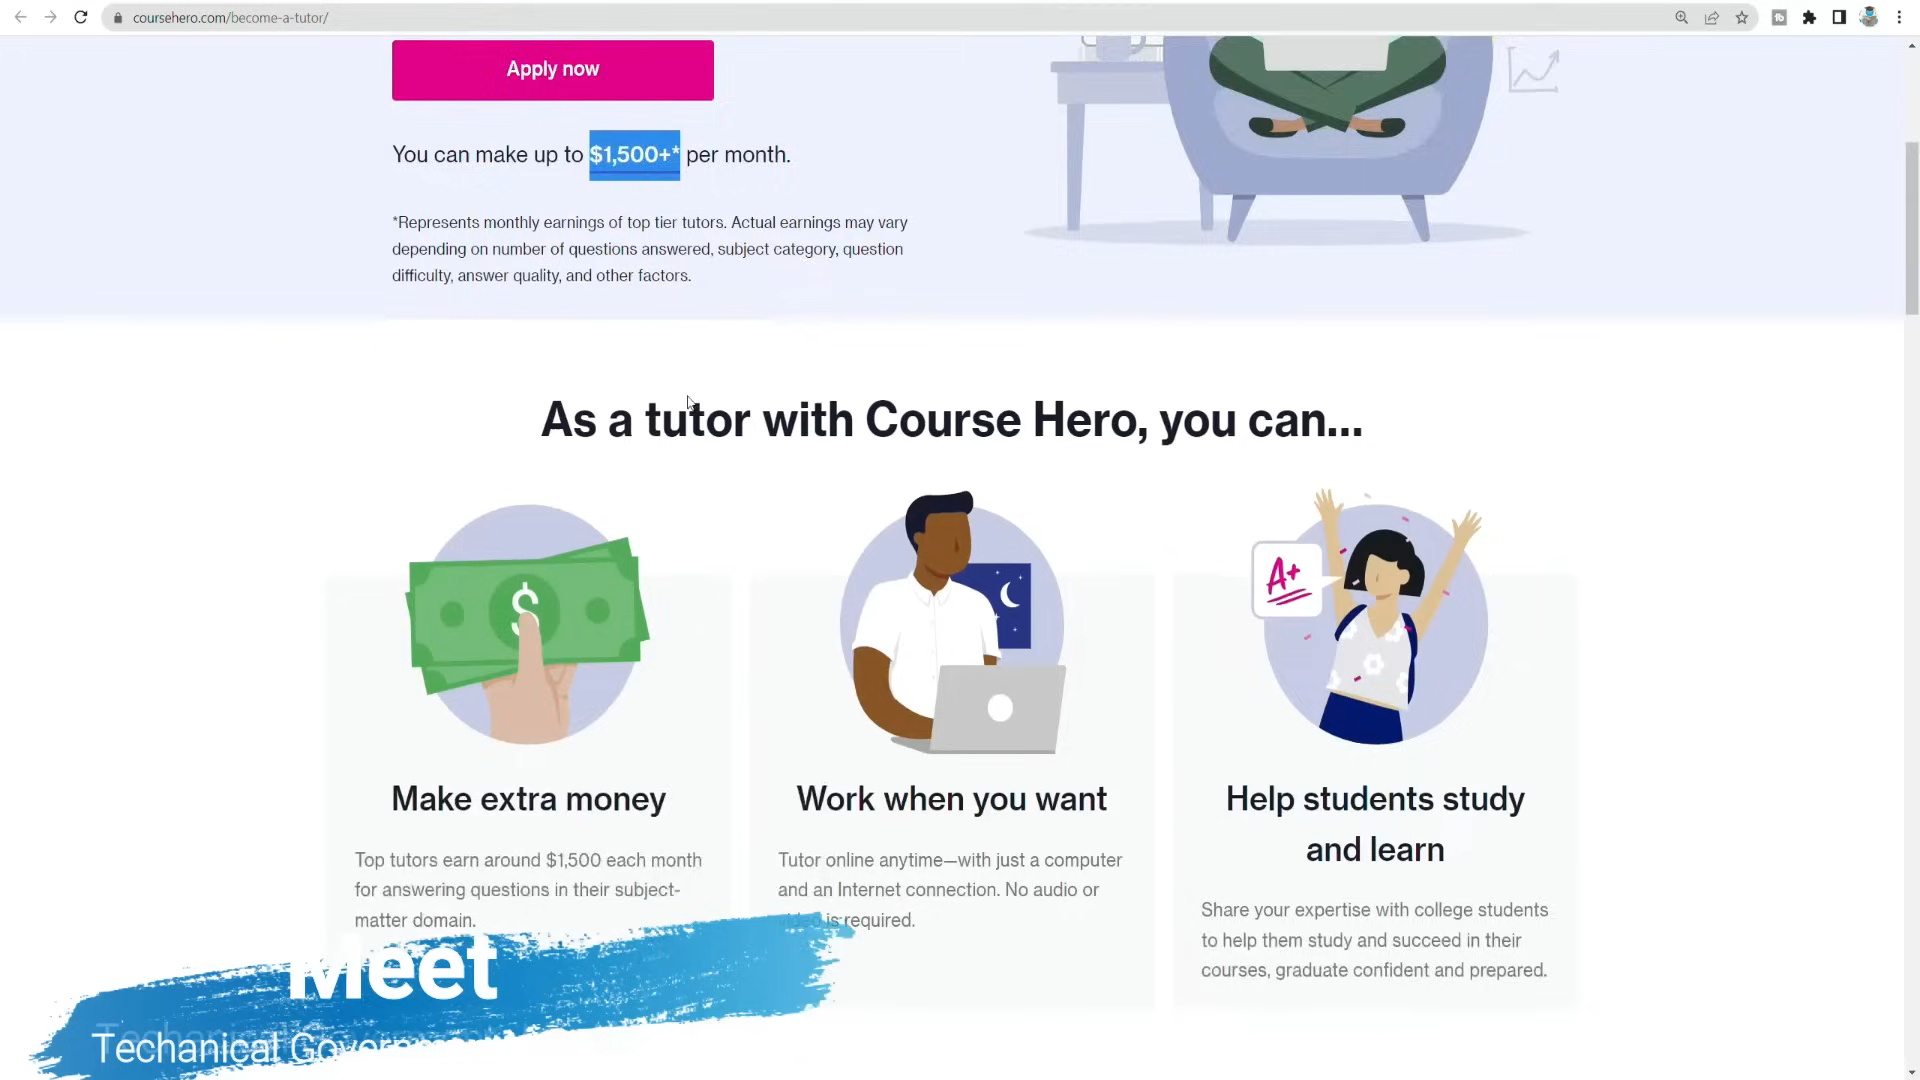 coursehero.com/become-a-tutor/
Apply now
You can make up to $1,500+* per month.
*Represents monthly earnings of top tier tutors. Actual earnings may vary
depending on number of questions answered, subject category, question
difficulty, answer quality, and other factors.
As a tutor with Course Hero, you can...
A+
Make extra money
Top tutors earn around $1,500 each month
for answering questions in their subject-
matter domain.
Work when you want
Tutor online anytime—with just a computer
and an Internet connection. No audio or
video is required.
Help students study
and learn
Share your expertise with college students
to help them study and succeed in their
courses, graduate confident and prepared.
Meet
Techanical